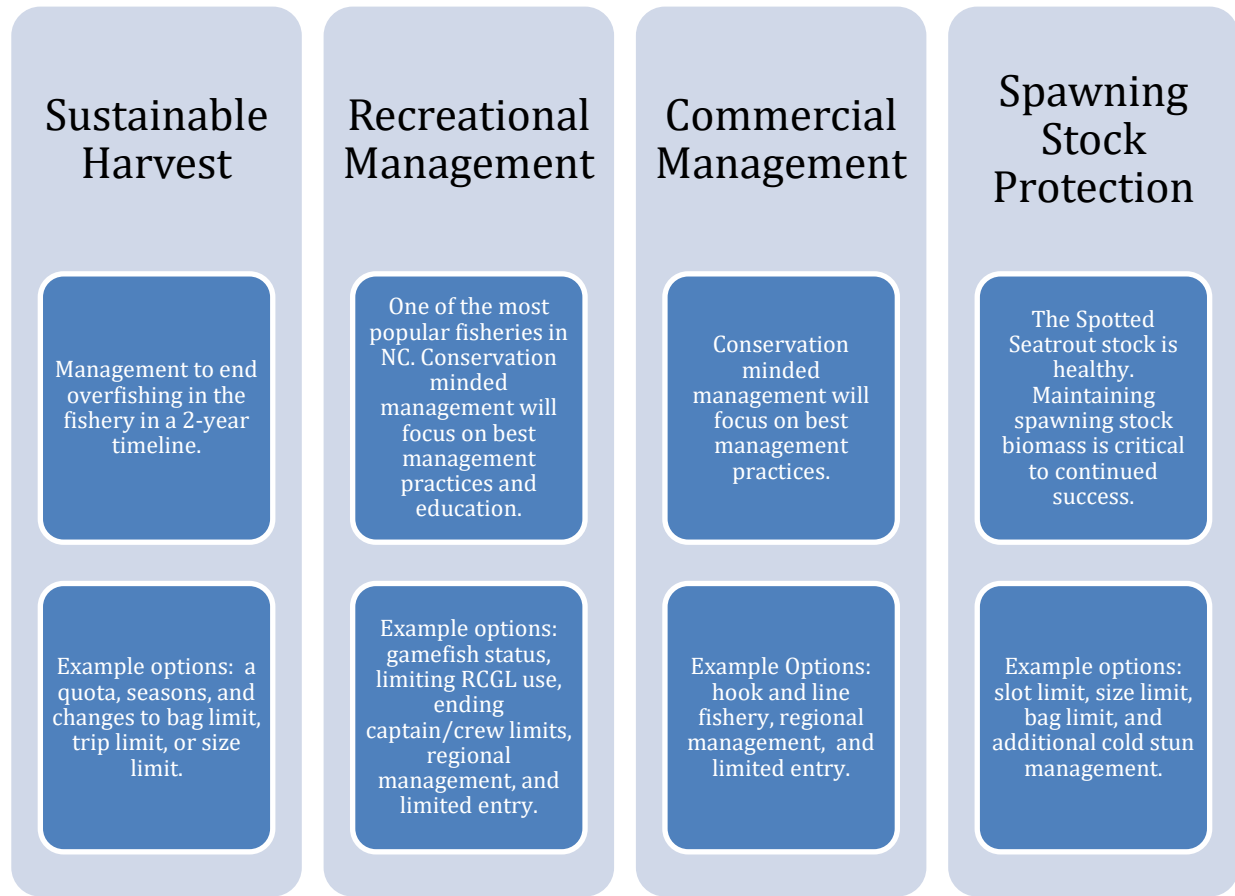 Sustainable
Harvest
Management to end
overfishing in the
fishery in a 2-year
timeline.
Example options:  a
quota, seasons, and
changes to bag limit,
trip limit, or size
limit.
Recreational
Management
One of the most
popular fisheries in
NC. Conservation
minded
management will
focus on best
management
practices and
education.
Example options:
gamefish status,
limiting RCGL use,
ending
captain/crew limits,
regional
management, and
limited entry.
Commercial
Management
Conservation
minded
management will
focus on best
management
practices.
Example Options:
hook and line
fishery, regional
management,  and
limited entry.
Spawning
Stock
Protection
The Spotted
Seatrout stock is
healthy.
Maintaining
spawning stock
biomass is critical
to continued
success.
Example options:
slot limit, size limit,
bag limit, and
additional cold stun
management.